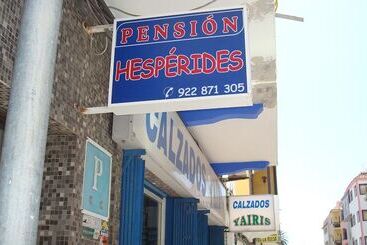 PENSIÓN
HESPÉRIDES
922 871 305
CALZADOS
P
CALZADOS
YAIRIS